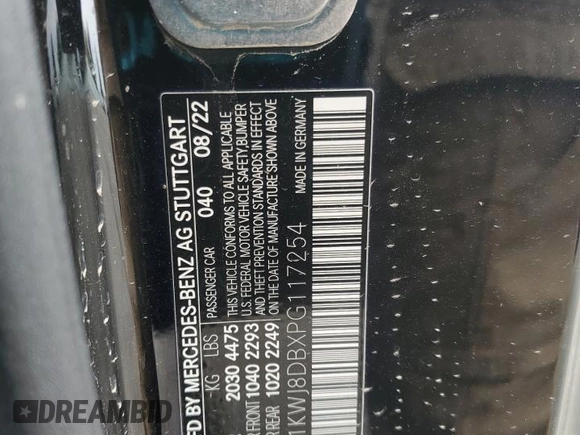 MERCEDES-BENZ AG STUTTGART
PASSENGER CAR 040 08/22
KG LBS THIS VEHICLE CONFORMS TO ALL APPLICABLE
2030 4475 U.S. FEDERAL MOTOR VEHICLE SAFETY, BUMPER
FRONT 1040 2293 AND THEFT PREVENTION STANDARDS IN EFFECT
REAR 1020 2249 ON THE DATE OF MANUFACTURE SHOWN ABOVE
1KWJ8DBXPG117254 MADE IN GERMANY
DREAMBID